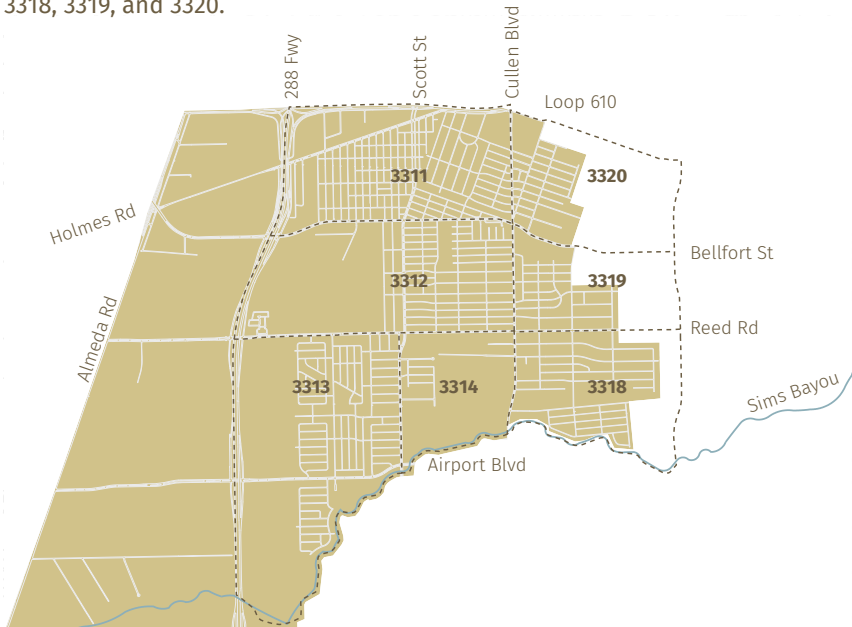 3318, 3319, and 3320.
288 Fwy
Scott St
Cullen Blvd
Loop 610
3311
3320
Holmes Rd
Bellfort St
3312
3319
Almeda Rd
Reed Rd
3313
3314
3318
Sims Bayou
Airport Blvd